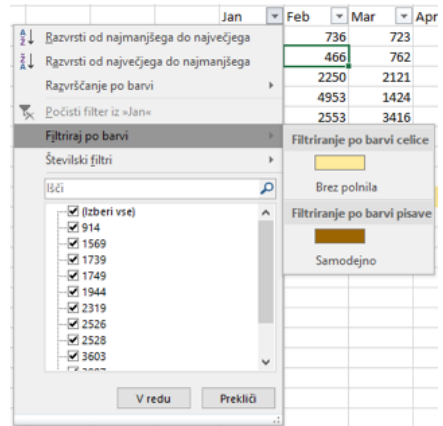 Jan Feb Mar Apr
Razvrsti od najmanjšega do največjega
736 723
Razvrsti od največjega do najmanjšega
466 762
Razvrščanje po barvi
2250 2121
4953 1424
Počisti filter iz »Jan«
2553 3416
Filtriraj po barvi
Filtriranje po barvi celice
Številski filtri
Išči
Brez polnila
(Izberi vse)
Filtriranje po barvi pisave
914
1569
1739
Samodejno
1749
1944
2319
2526
2528
3603
V redu Prekliči